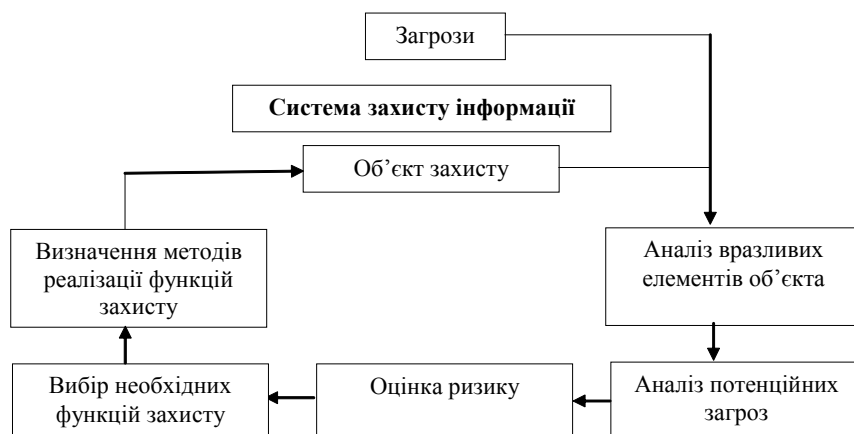 Загрози
Система захисту інформації
Об’єкт захисту
Визначення методів
реалізації функцій
захисту
Аналіз вразливих
елементів об’єкта
Вибір необхідних
функцій захисту
Оцінка ризику
Аналіз потенційних
загроз